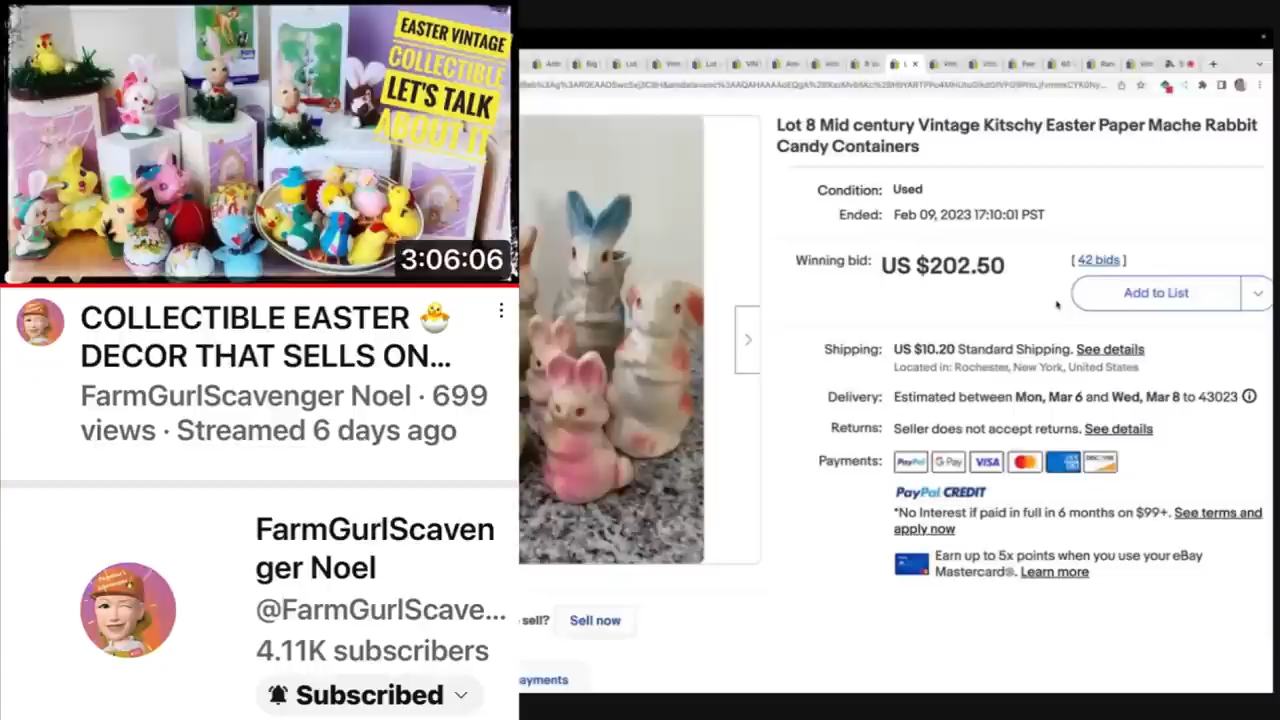 EASTER VINTAGE
COLLECTIBLE
LET'S TALK
ABOUT IT
3:06:06
COLLECTIBLE EASTER 🐣
DECOR THAT SELLS ON...
FarmGurlScavenger Noel · 699
views · Streamed 6 days ago
FarmGurlScaven
ger Noel
@FarmGurlScave...
4.11K subscribers
Subscribed
Lot 8 Mid century Vintage Kitschy Easter Paper Mache Rabbit
Candy Containers
Condition: Used
Ended: Feb 09, 2023 17:10:01 PST
Winning bid: US $202.50 [ 42 bids ]
Add to List
Shipping: US $10.20 Standard Shipping. See details
Located in: Rochester, New York, United States
Delivery: Estimated between Mon, Mar 6 and Wed, Mar 8 to 43023
Returns: Seller does not accept returns. See details
Payments: PayPal G Pay VISA
PayPal CREDIT
*No Interest if paid in full in 6 months on $99+. See terms and
apply now
Earn up to 5x points when you use your eBay
Mastercard®. Learn more
sell? Sell now
ayments